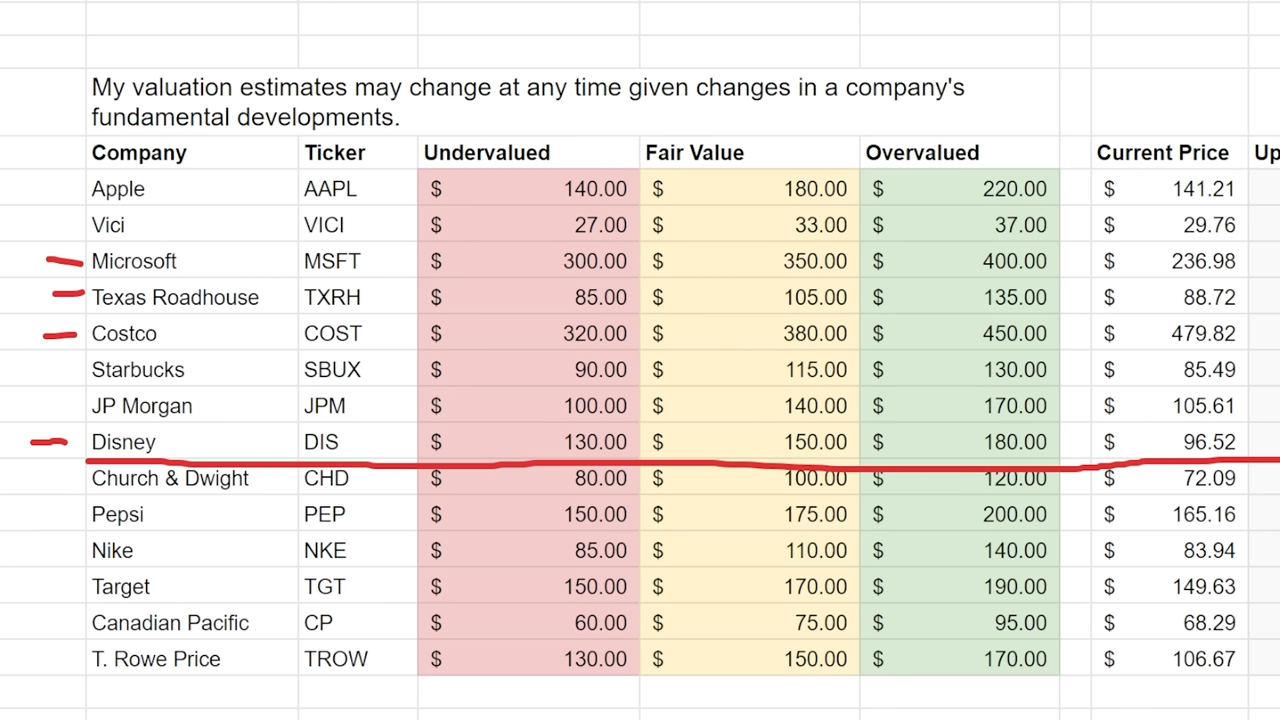 My valuation estimates may change at any time given changes in a company's
fundamental developments.
Company Ticker Undervalued Fair Value Overvalued Current Price Up
Apple AAPL $ 140.00 $ 180.00 $ 220.00 $ 141.21
Vici VICI $ 27.00 $ 33.00 $ 37.00 $ 29.76
Microsoft MSFT $ 300.00 $ 350.00 $ 400.00 $ 236.98
Texas Roadhouse TXRH $ 85.00 $ 105.00 $ 135.00 $ 88.72
Costco COST $ 320.00 $ 380.00 $ 450.00 $ 479.82
Starbucks SBUX $ 90.00 $ 115.00 $ 130.00 $ 85.49
JP Morgan JPM $ 100.00 $ 140.00 $ 170.00 $ 105.61
Disney DIS $ 130.00 $ 150.00 $ 180.00 $ 96.52
Church & Dwight CHD $ 80.00 $ 100.00 $ 120.00 $ 72.09
Pepsi PEP $ 150.00 $ 175.00 $ 200.00 $ 165.16
Nike NKE $ 85.00 $ 110.00 $ 140.00 $ 83.94
Target TGT $ 150.00 $ 170.00 $ 190.00 $ 149.63
Canadian Pacific CP $ 60.00 $ 75.00 $ 95.00 $ 68.29
T. Rowe Price TROW $ 130.00 $ 150.00 $ 170.00 $ 106.67